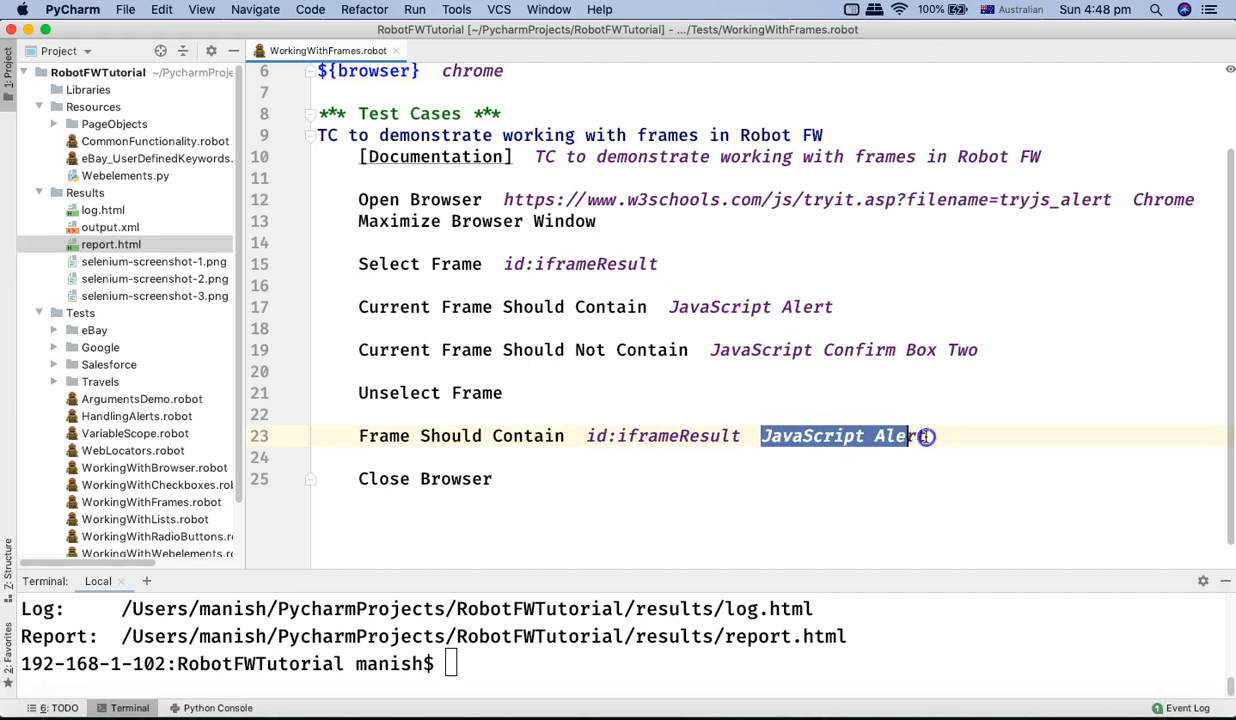 PyCharm File Edit View Navigate Code Refactor Run Tools VCS Window Help 100% Australian Sun 4:48 pm
RobotFWTutorial [~/PycharmProjects/RobotFWTutorial] - .../Tests/WorkingWithFrames.robot
Project
WorkingWithFrames.robot
1: Project
RobotFWTutorial ~/PycharmProje
Libraries
Resources
PageObjects
CommonFunctionality.robot
eBay_UserDefinedKeywords.
Webelements.py
Results
log.html
output.xml
report.html
selenium-screenshot-1.png
selenium-screenshot-2.png
selenium-screenshot-3.png
Tests
eBay
Google
Salesforce
Travels
ArgumentsDemo.robot
HandlingAlerts.robot
VariableScope.robot
WebLocators.robot
WorkingWithBrowser.robot
WorkingWithCheckboxes.robot
WorkingWithFrames.robot
WorkingWithLists.robot
WorkingWithRadioButtons.ro
WorkingWithWebelements.ro
6 ${browser} chrome
7
8 *** Test Cases ***
9 TC to demonstrate working with frames in Robot FW
10 [Documentation] TC to demonstrate working with frames in Robot FW
11
12 Open Browser https://www.w3schools.com/js/tryit.asp?filename=tryjs_alert Chrome
13 Maximize Browser Window
14
15 Select Frame id:iframeResult
16
17 Current Frame Should Contain JavaScript Alert
18
19 Current Frame Should Not Contain JavaScript Confirm Box Two
20
21 Unselect Frame
22
23 Frame Should Contain id:iframeResult JavaScript Alert
24
25 Close Browser
Z: Structure
2: Favorites
Terminal: Local
Log: /Users/manish/PycharmProjects/RobotFWTutorial/results/log.html
Report: /Users/manish/PycharmProjects/RobotFWTutorial/results/report.html
192-168-1-102:RobotFWTutorial manish$
6: TODO Terminal Python Console 1 Event Log